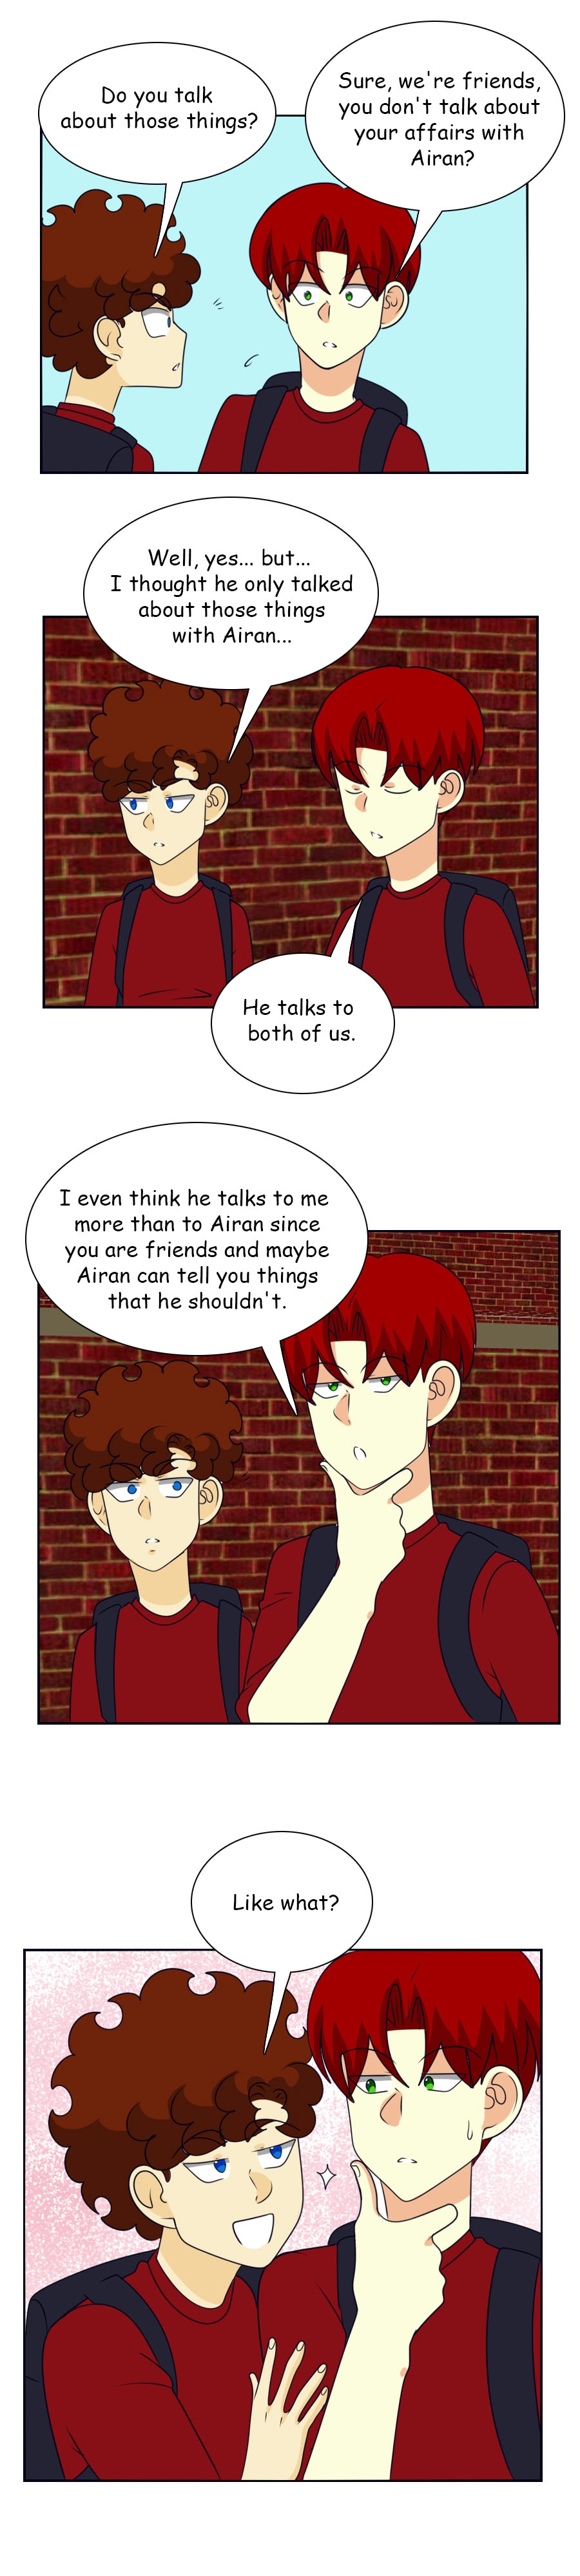 Do you talk
about those things?
Sure, we're friends,
you don't talk about
your affairs with
Airan?
Well, yes... but...
I thought he only talked
about those things
with Airan...
He talks to
both of us.
I even think he talks to me
more than to Airan since
you are friends and maybe
Airan can tell you things
that he shouldn't.
Like what?